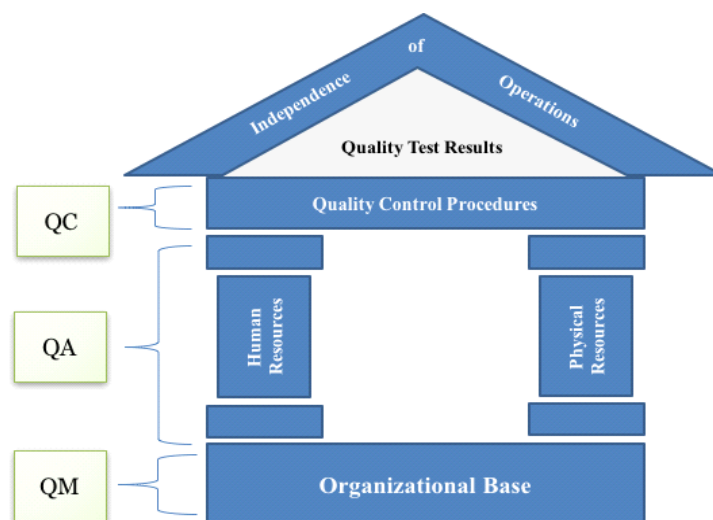 Independence of Operations
Quality Test Results
QC
Quality Control Procedures
QA
Human
Resources
Physical
Resources
QM
Organizational Base